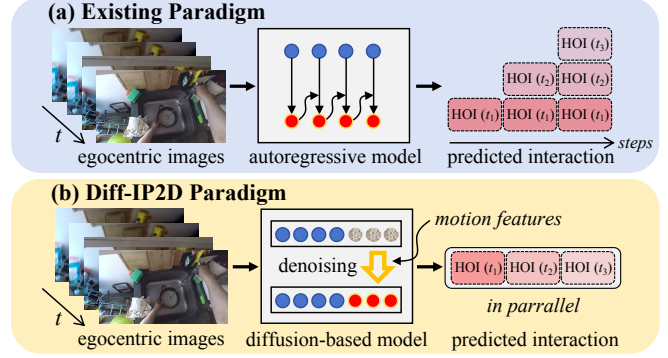 (a) Existing Paradigm
HOI (t₃)
HOI (t₂) HOI (t₂)
HOI (t₁) HOI (t₁) HOI (t₁)
t
steps
egocentric images autoregressive model predicted interaction
(b) Diff-IP2D Paradigm
motion features
denoising
HOI (t₁) HOI (t₂) HOI (t₃)
in parrallel
t
egocentric images diffusion-based model predicted interaction